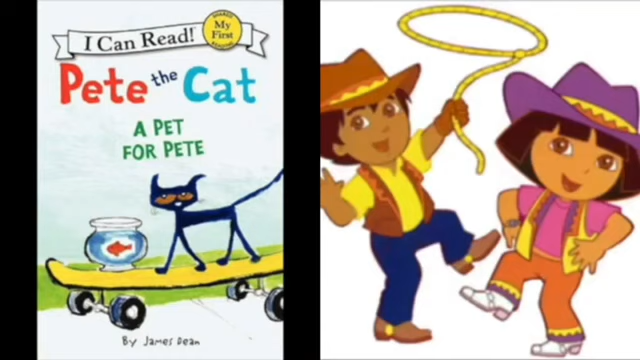 I Can Read!
My
First
Pete the Cat
A PET
FOR PETE
By James Dean